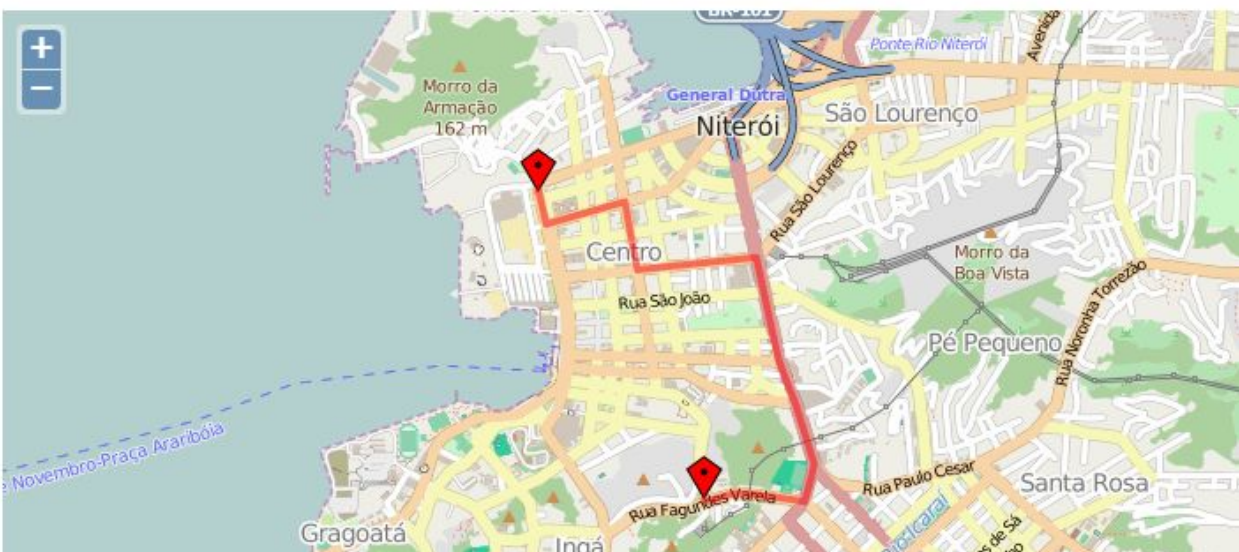 BR-101
+
−
Ponte Rio Niterói
Avenida
Morro da
Armação
162 m
General Dutra
Niterói
São Lourenço
Rua São Lourenço
Centro
Morro da
Boa Vista
Rua São João
Rua Noronha Torrezão
Pé Pequeno
e Novembro-Praça Araribóia
Rua Paulo Cesar
Santa Rosa
Rua Fagundes Varela
Gragoatá
Ingá